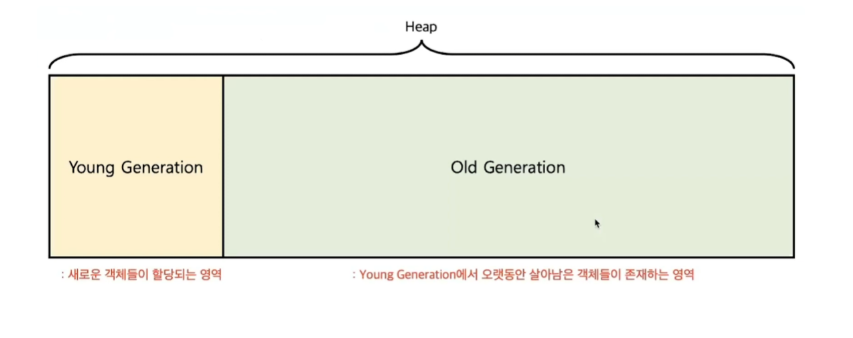 Heap
Young Generation
Old Generation
: 새로운 객체들이 할당되는 영역
: Young Generation에서 오랫동안 살아남은 객체들이 존재하는 영역